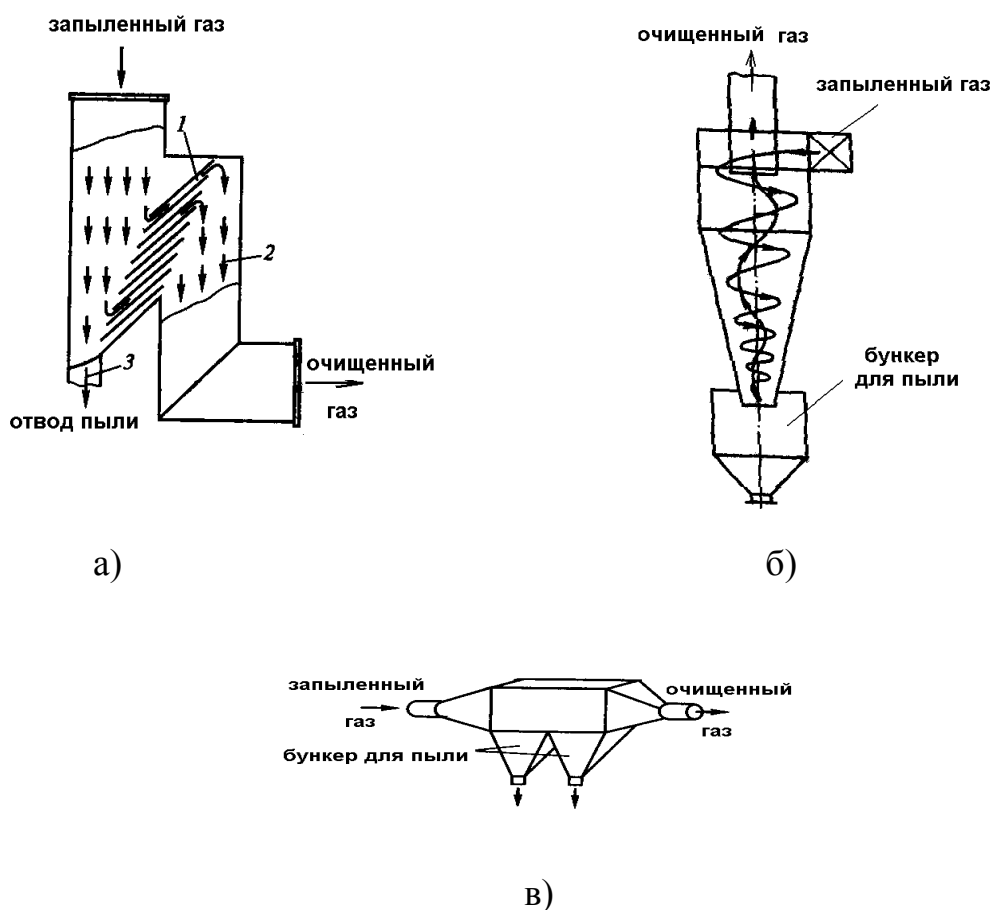 запыленный газ
1
2
3
очищенный
газ
отвод пыли
а)
очищенный газ
запыленный газ
бункер
для пыли
б)
запыленный
газ
очищенный
газ
бункер для пыли
в)